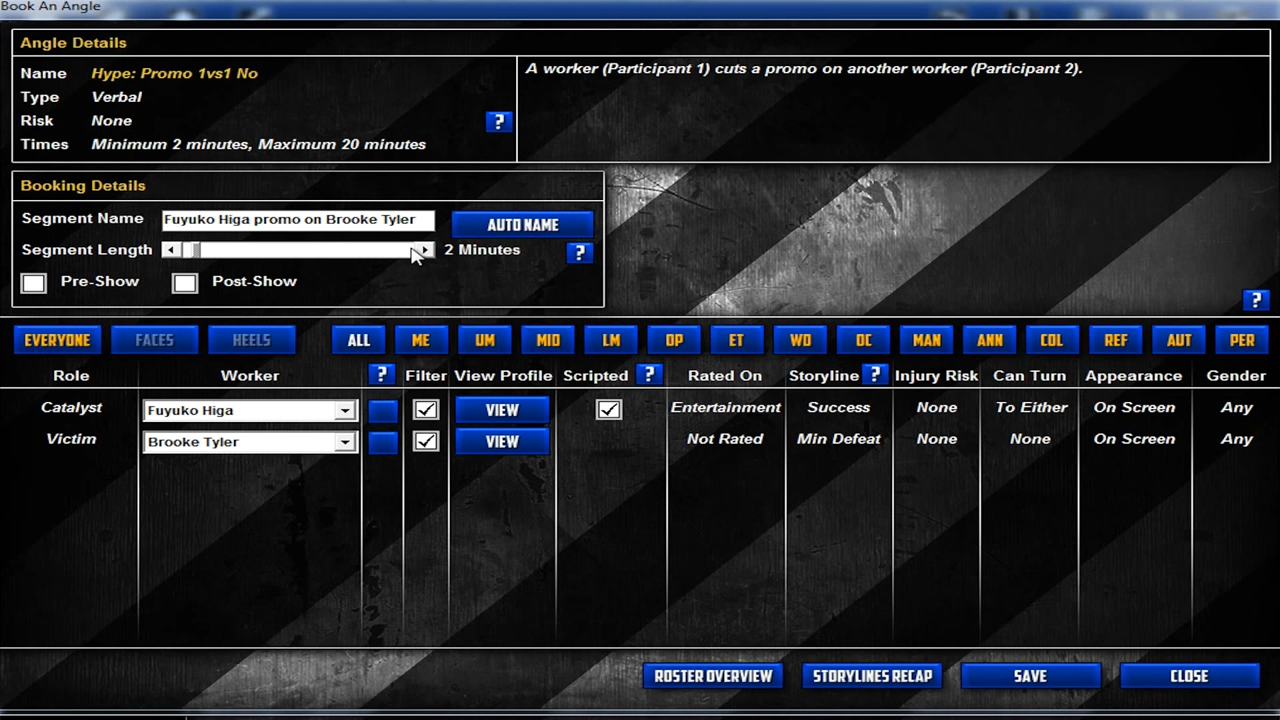 Book An Angle
Angle Details
Name Hype: Promo 1vs1 No
Type Verbal
Risk None
?
Times Minimum 2 minutes, Maximum 20 minutes
A worker (Participant 1) cuts a promo on another worker (Participant 2).
Booking Details
Segment Name Fuyuko Higa promo on Brooke Tyler AUTO NAME
Segment Length 2 Minutes ?
Pre-Show Post-Show
?
EVERYONE FACES HEELS ALL ME UM MID LM OP ET WO OC MAN ANN COL REF AUT PER
Role Worker ? Filter View Profile Scripted ? Rated On Storyline ? Injury Risk Can Turn Appearance Gender
Catalyst Fuyuko Higa VIEW Entertainment Success None To Either On Screen Any
Victim Brooke Tyler VIEW Not Rated Min Defeat None None On Screen Any
ROSTER OVERVIEW STORYLINES RECAP SAVE CLOSE